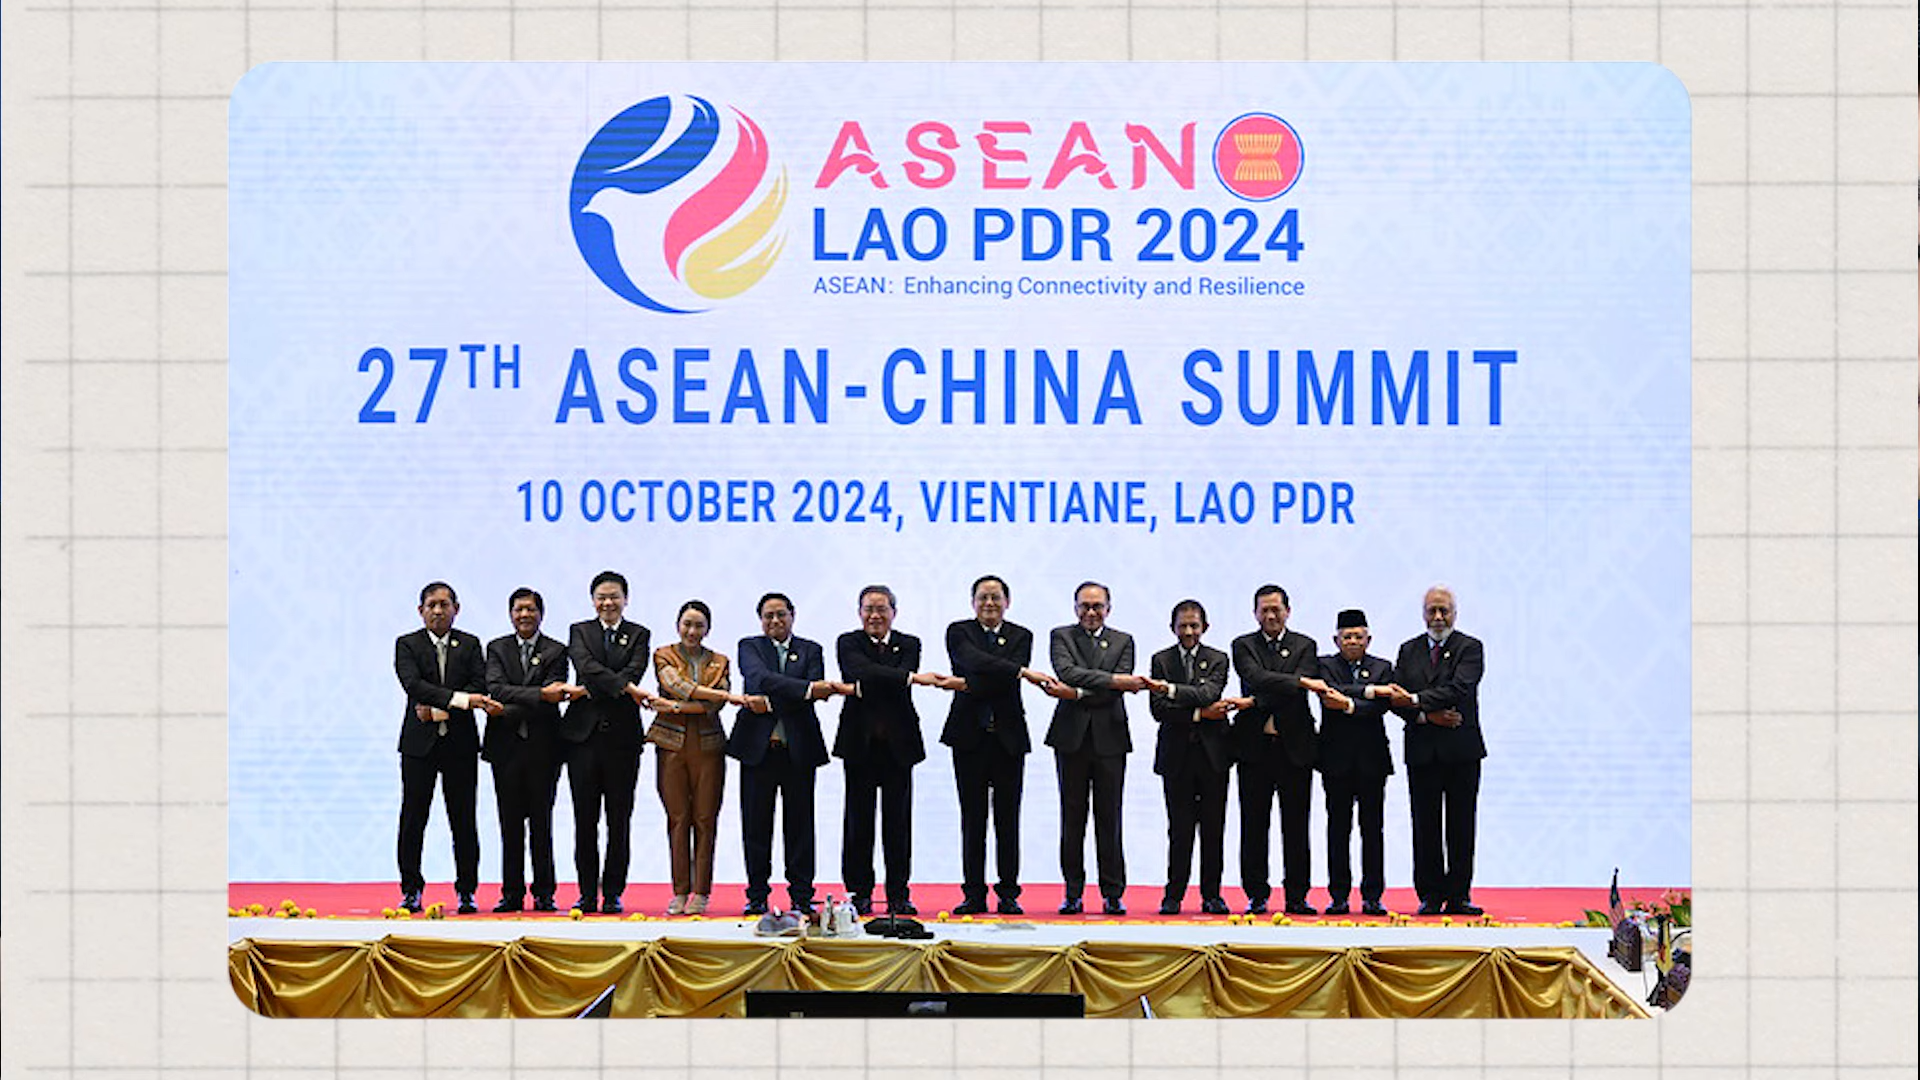 ASEAN
LAO PDR 2024
ASEAN: Enhancing Connectivity and Resilience
27TH ASEAN-CHINA SUMMIT
10 OCTOBER 2024, VIENTIANE, LAO PDR